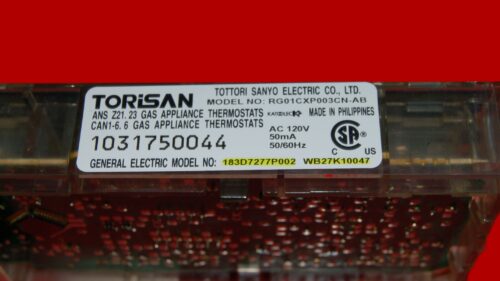 TORiSAN
TOTTORI SANYO ELECTRIC CO., LTD.
MODEL NO: RG01CXP003CN-AB
ANS Z21. 23 GAS APPLIANCE THERMOSTATS
MADE IN PHILIPPINES
CAN1-6. 6 GAS APPLIANCE THERMOSTATS
1031750044
AC 120V
50mA
50/60Hz
C US
GENERAL ELECTRIC MODEL NO: 183D7277P002 WB27K10047